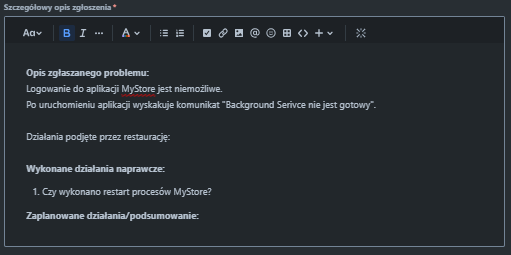 Szczegółowy opis zgłoszenia *
Aa B I ... A
Opis zgłaszanego problemu:
Logowanie do aplikacji MyStore jest niemożliwe.
Po uruchomieniu aplikacji wyskakuje komunikat "Background Serivce nie jest gotowy".
Działania podjęte przez restaurację:
Wykonane działania naprawcze:
1. Czy wykonano restart procesów MyStore?
Zaplanowane działania/podsumowanie: